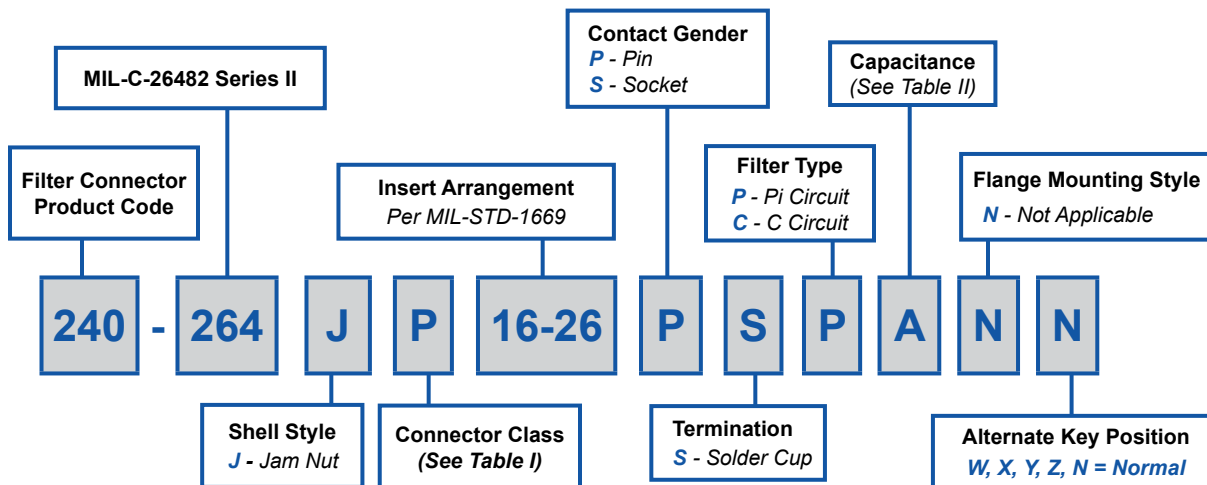 Contact Gender
P - Pin
S - Socket
MIL-C-26482 Series II
Capacitance
(See Table II)
Filter Connector
Product Code
Insert Arrangement
Per MIL-STD-1669
Filter Type
P - Pi Circuit
C - C Circuit
Flange Mounting Style
N - Not Applicable
240 - 264 J P 16-26 P S P A N N
Shell Style
J - Jam Nut
Connector Class
(See Table I)
Termination
S - Solder Cup
Alternate Key Position
W, X, Y, Z, N = Normal